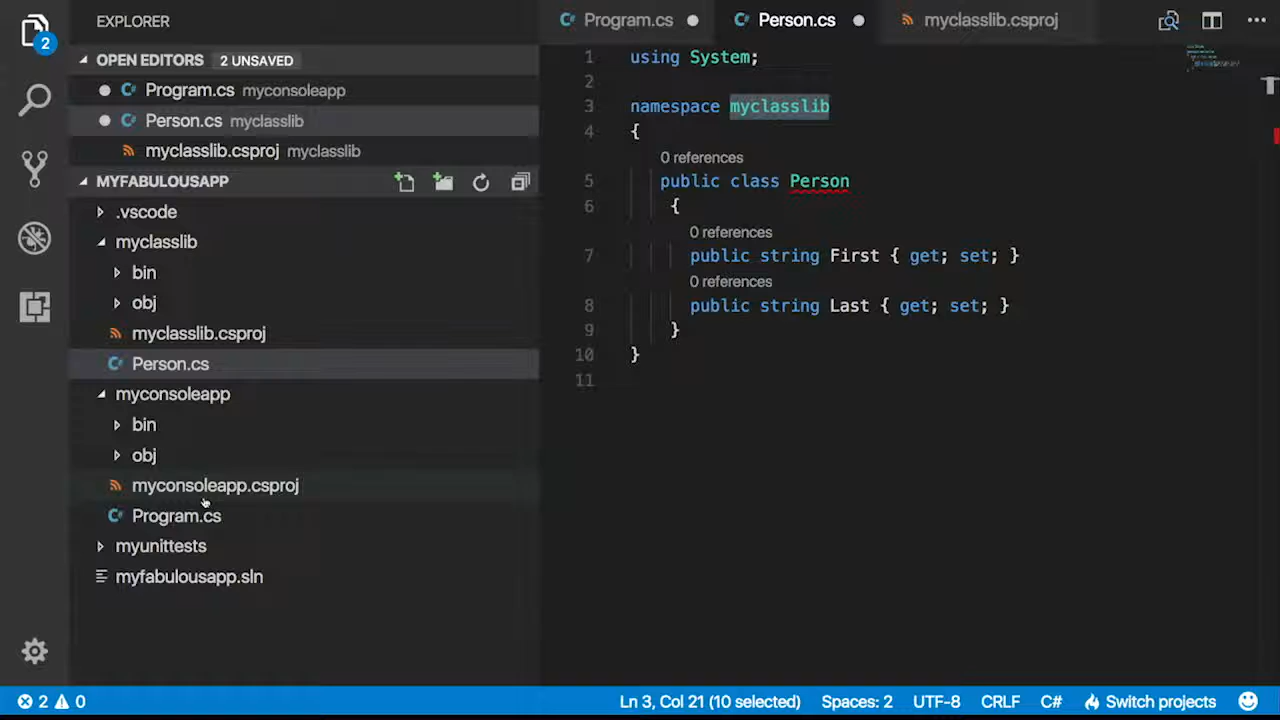 EXPLORER
2
OPEN EDITORS 2 UNSAVED
Program.cs myconsoleapp
Person.cs myclasslib
myclasslib.csproj myclasslib
MYFABULOUSAPP
.vscode
myclasslib
bin
obj
myclasslib.csproj
Person.cs
myconsoleapp
bin
obj
myconsoleapp.csproj
Program.cs
myunittests
myfabulousapp.sln
Program.cs
Person.cs
myclasslib.csproj
1 using System;
2
3 namespace myclasslib
4 {
0 references
5 public class Person
6 {
0 references
7 public string First { get; set; }
0 references
8 public string Last { get; set; }
9 }
10 }
11
2 0 Ln 3, Col 21 (10 selected) Spaces: 2 UTF-8 CRLF C# Switch projects